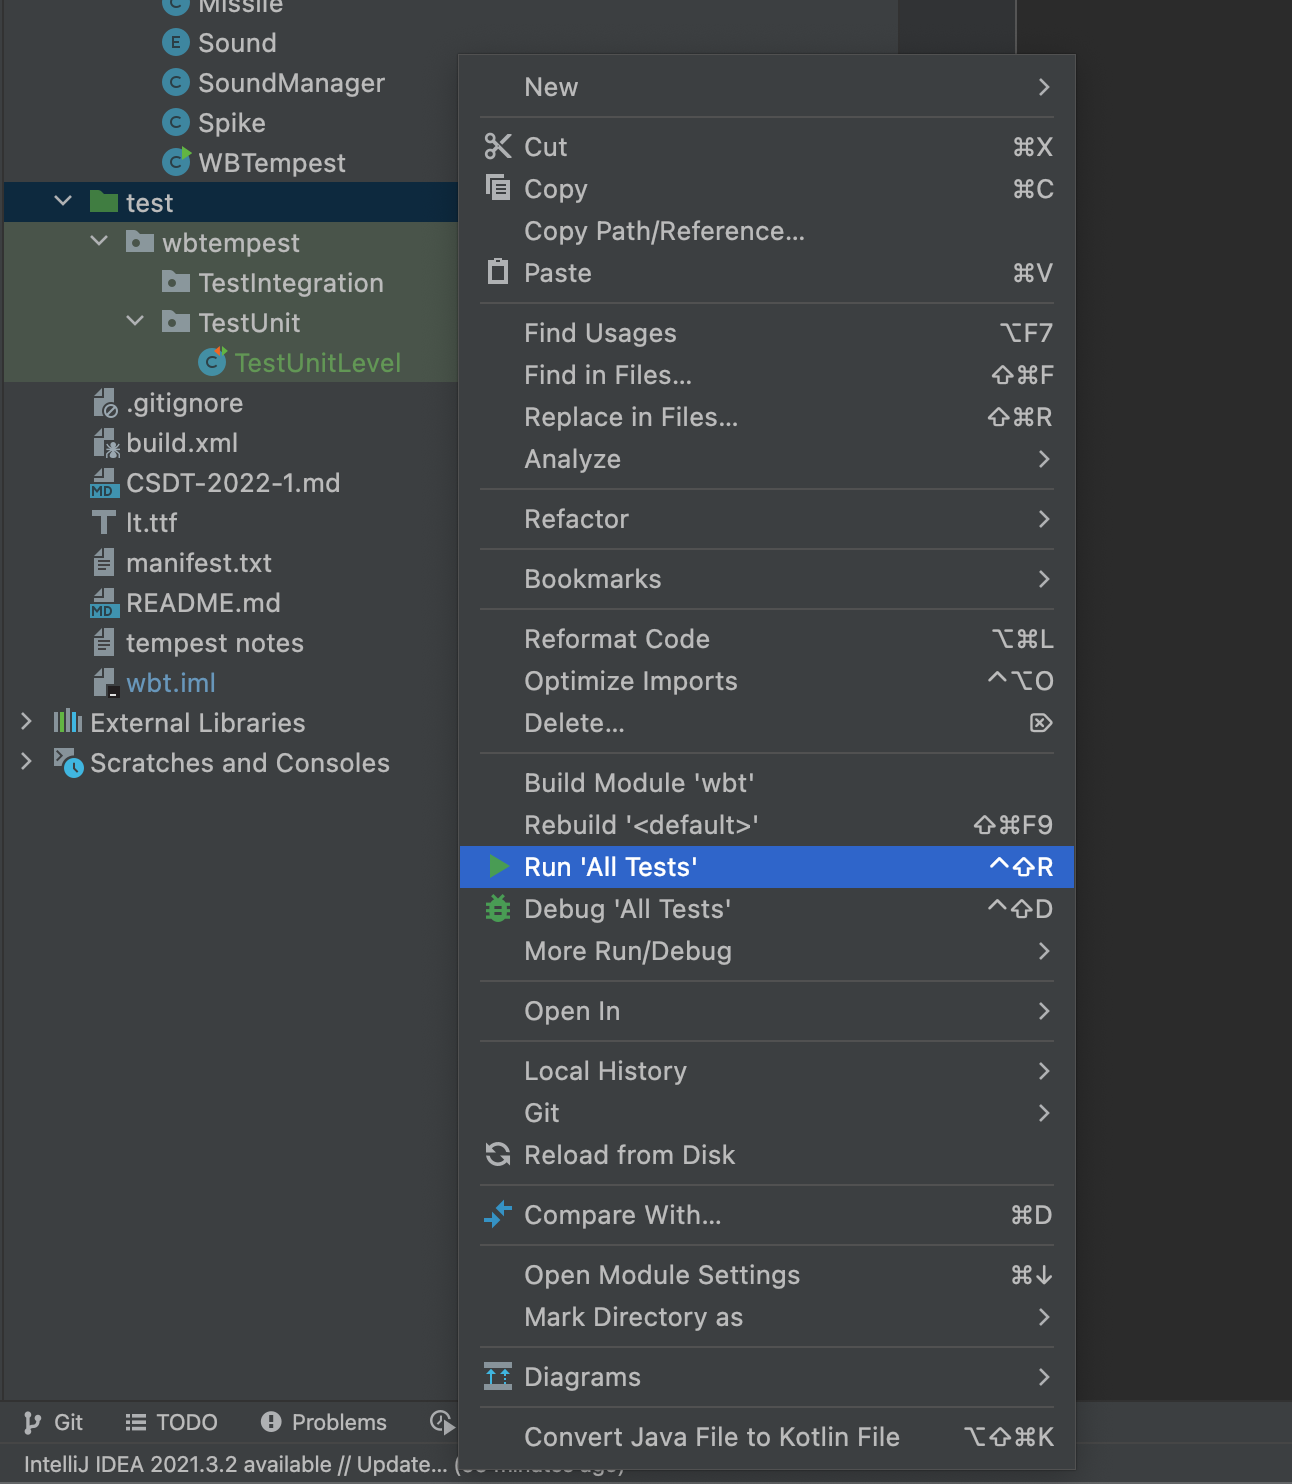 Missile
Sound
SoundManager
Spike
WBTempest
test
wbtempest
TestIntegration
TestUnit
TestUnitLevel
.gitignore
build.xml
CSDT-2022-1.md
lt.ttf
manifest.txt
README.md
tempest notes
wbt.iml
External Libraries
Scratches and Consoles
New
Cut ⌘X
Copy ⌘C
Copy Path/Reference...
Paste ⌘V
Find Usages ⌥F7
Find in Files... ⇧⌘F
Replace in Files... ⇧⌘R
Analyze
Refactor
Bookmarks
Reformat Code ⌥⌘L
Optimize Imports ^⌥O
Delete... ⌦
Build Module 'wbt'
Rebuild '<default>' ⇧⌘F9
Run 'All Tests' ^⇧R
Debug 'All Tests' ^⇧D
More Run/Debug
Open In
Local History
Git
Reload from Disk
Compare With... ⌘D
Open Module Settings ⌘↓
Mark Directory as
Diagrams
Convert Java File to Kotlin File ⌥⇧⌘K
Git TODO Problems
IntelliJ IDEA 2021.3.2 available // Update...